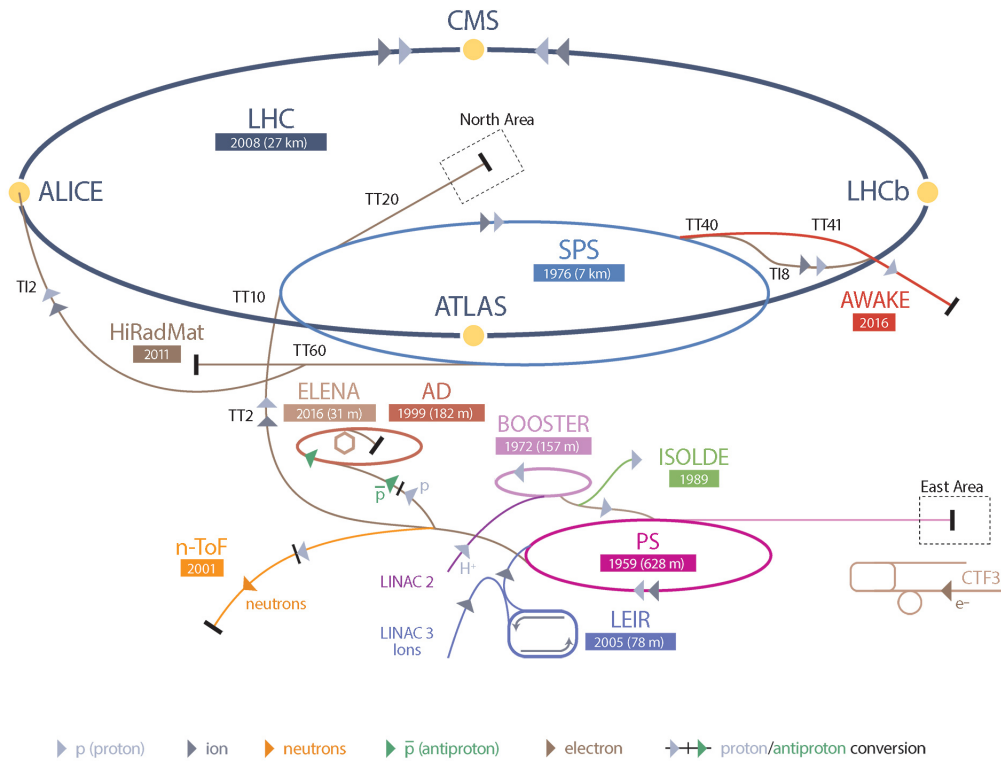 CMS
LHC
2008 (27 km)
North Area
ALICE
TT20
LHCb
TT40
TT41
SPS
1976 (7 km)
TI8
TI2
TT10
ATLAS
AWAKE
2016
HiRadMat
2011
TT60
ELENA
2016 (31 m)
AD
1999 (182 m)
TT2
BOOSTER
1972 (157 m)
ISOLDE
1989
p̅
p
East Area
n-ToF
2001
PS
1959 (628 m)
LINAC 2
H⁺
neutrons
CTF3
e–
LEIR
2005 (78 m)
LINAC 3
Ions
p (proton)
ion
neutrons
p̅ (antiproton)
electron
proton/antiproton conversion